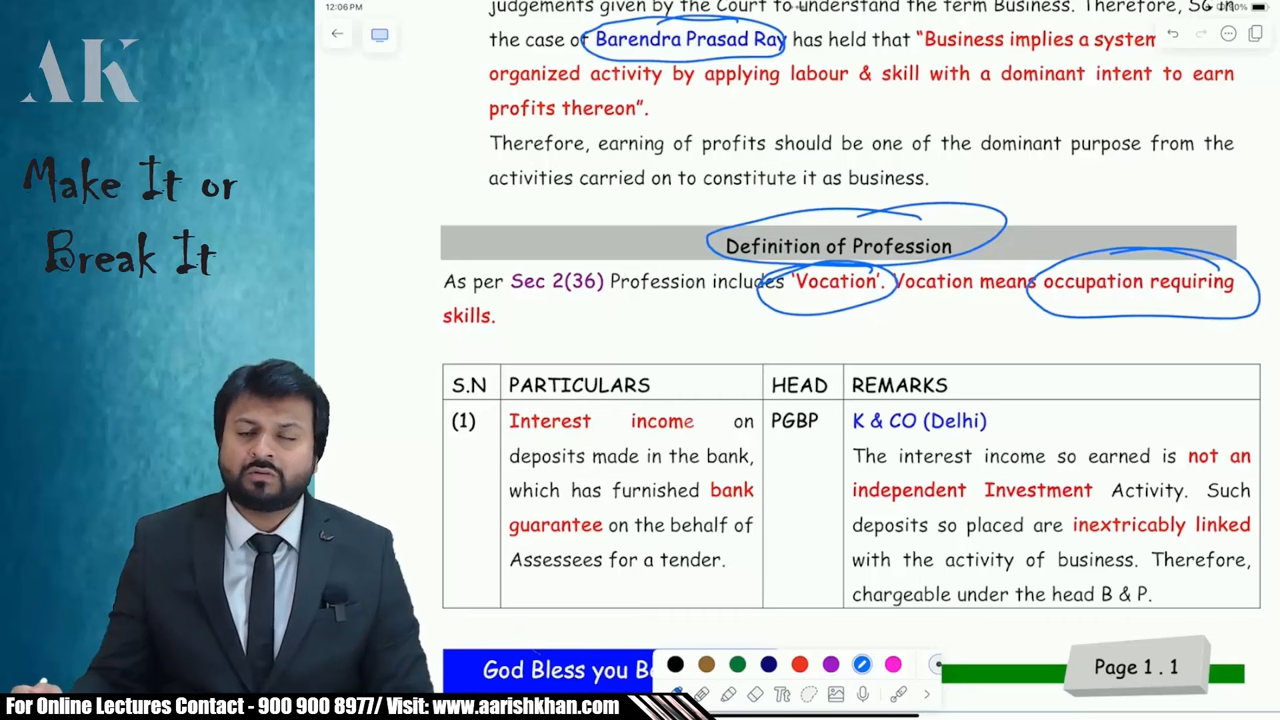 12:06PM
AK
Make It or
Break It
judgements given by the Court to understand the term Business. Therefore, SC in
the case of Barendra Prasad Ray has held that "Business implies a system
organized activity by applying labour & skill with a dominant intent to earn
profits thereon".
Therefore, earning of profits should be one of the dominant purpose from the
activities carried on to constitute it as business.
Definition of Profession
As per Sec 2(36) Profession includes 'Vocation'. Vocation means occupation requiring
skills.
S.N PARTICULARS HEAD REMARKS
(1) Interest income on PGBP K & CO (Delhi)
deposits made in the bank, The interest income so earned is not an
which has furnished bank independent Investment Activity. Such
guarantee on the behalf of deposits so placed are inextricably linked
Assessees for a tender. with the activity of business. Therefore,
chargeable under the head B & P.
God Bless you
Page 1 . 1
Tt
For Online Lectures Contact - 900 900 8977/ Visit: www.aarishkhan.com